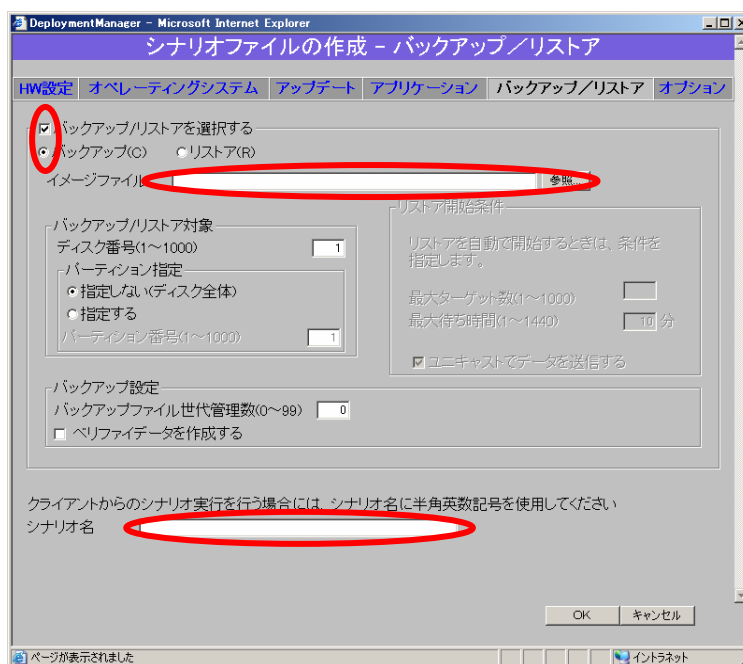 DeploymentManager - Microsoft Internet Explorer
シナリオファイルの作成 - バックアップ／リストア
HW設定 オペレーティングシステム アップデート アプリケーション バックアップ／リストア オプション
バックアップ/リストアを選択する
バックアップ(C) リストア(R)
イメージファイル 参照...
バックアップ/リストア対象
ディスク番号(1～1000) 1
パーティション指定
指定しない(ディスク全体)
指定する
パーティション番号(1～1000) 1
リストア開始条件
リストアを自動で開始するときは、条件を
指定します。
最大ターゲット数(1～1000)
最大待ち時間(1～1440) 10 分
ユニキャストでデータを送信する
バックアップ設定
バックアップファイル世代管理数(0～99) 0
ベリファイデータを作成する
クライアントからのシナリオ実行を行う場合には、シナリオ名に半角英数記号を使用してください
シナリオ名
OK キャンセル
ページが表示されました イントラネット